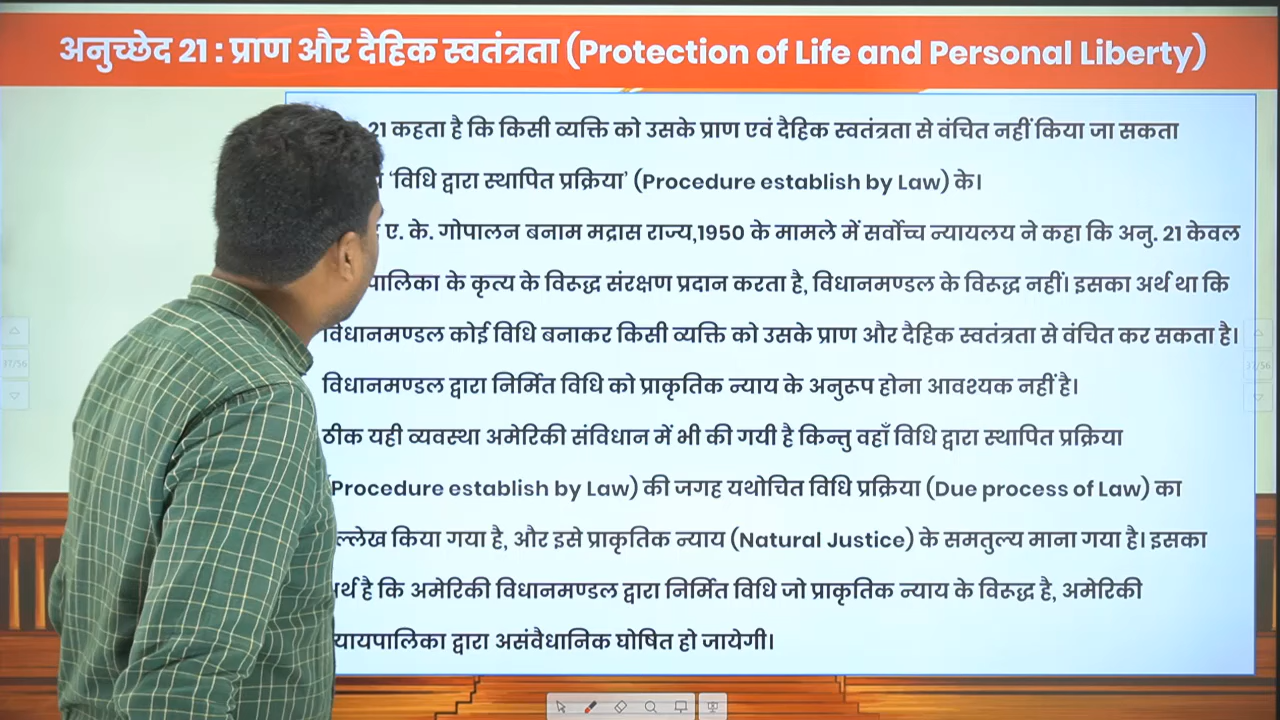 अनुच्छेद 21 : प्राण और दैहिक स्वतंत्रता (Protection of Life and Personal Liberty)
21 कहता है कि किसी व्यक्ति को उसके प्राण एवं दैहिक स्वतंत्रता से वंचित नहीं किया जा सकता
'विधि द्वारा स्थापित प्रक्रिया' (Procedure establish by Law) के।
ए. के. गोपालन बनाम मद्रास राज्य,1950 के मामले में सर्वोच्च न्यायलय ने कहा कि अनु. 21 केवल
पालिका के कृत्य के विरूद्ध संरक्षण प्रदान करता है, विधानमण्डल के विरूद्ध नहीं। इसका अर्थ था कि
विधानमण्डल कोई विधि बनाकर किसी व्यक्ति को उसके प्राण और दैहिक स्वतंत्रता से वंचित कर सकता है।
विधानमण्डल द्वारा निर्मित विधि को प्राकृतिक न्याय के अनुरूप होना आवश्यक नहीं है।
ठीक यही व्यवस्था अमेरिकी संविधान में भी की गयी है किन्तु वहाँ विधि द्वारा स्थापित प्रक्रिया
Procedure establish by Law) की जगह यथोचित विधि प्रक्रिया (Due process of Law) का
ल्लेख किया गया है, और इसे प्राकृतिक न्याय (Natural Justice) के समतुल्य माना गया है। इसका
र्थ है कि अमेरिकी विधानमण्डल द्वारा निर्मित विधि जो प्राकृतिक न्याय के विरूद्ध है, अमेरिकी
यायपालिका द्वारा असंवैधानिक घोषित हो जायेगी।
37/56